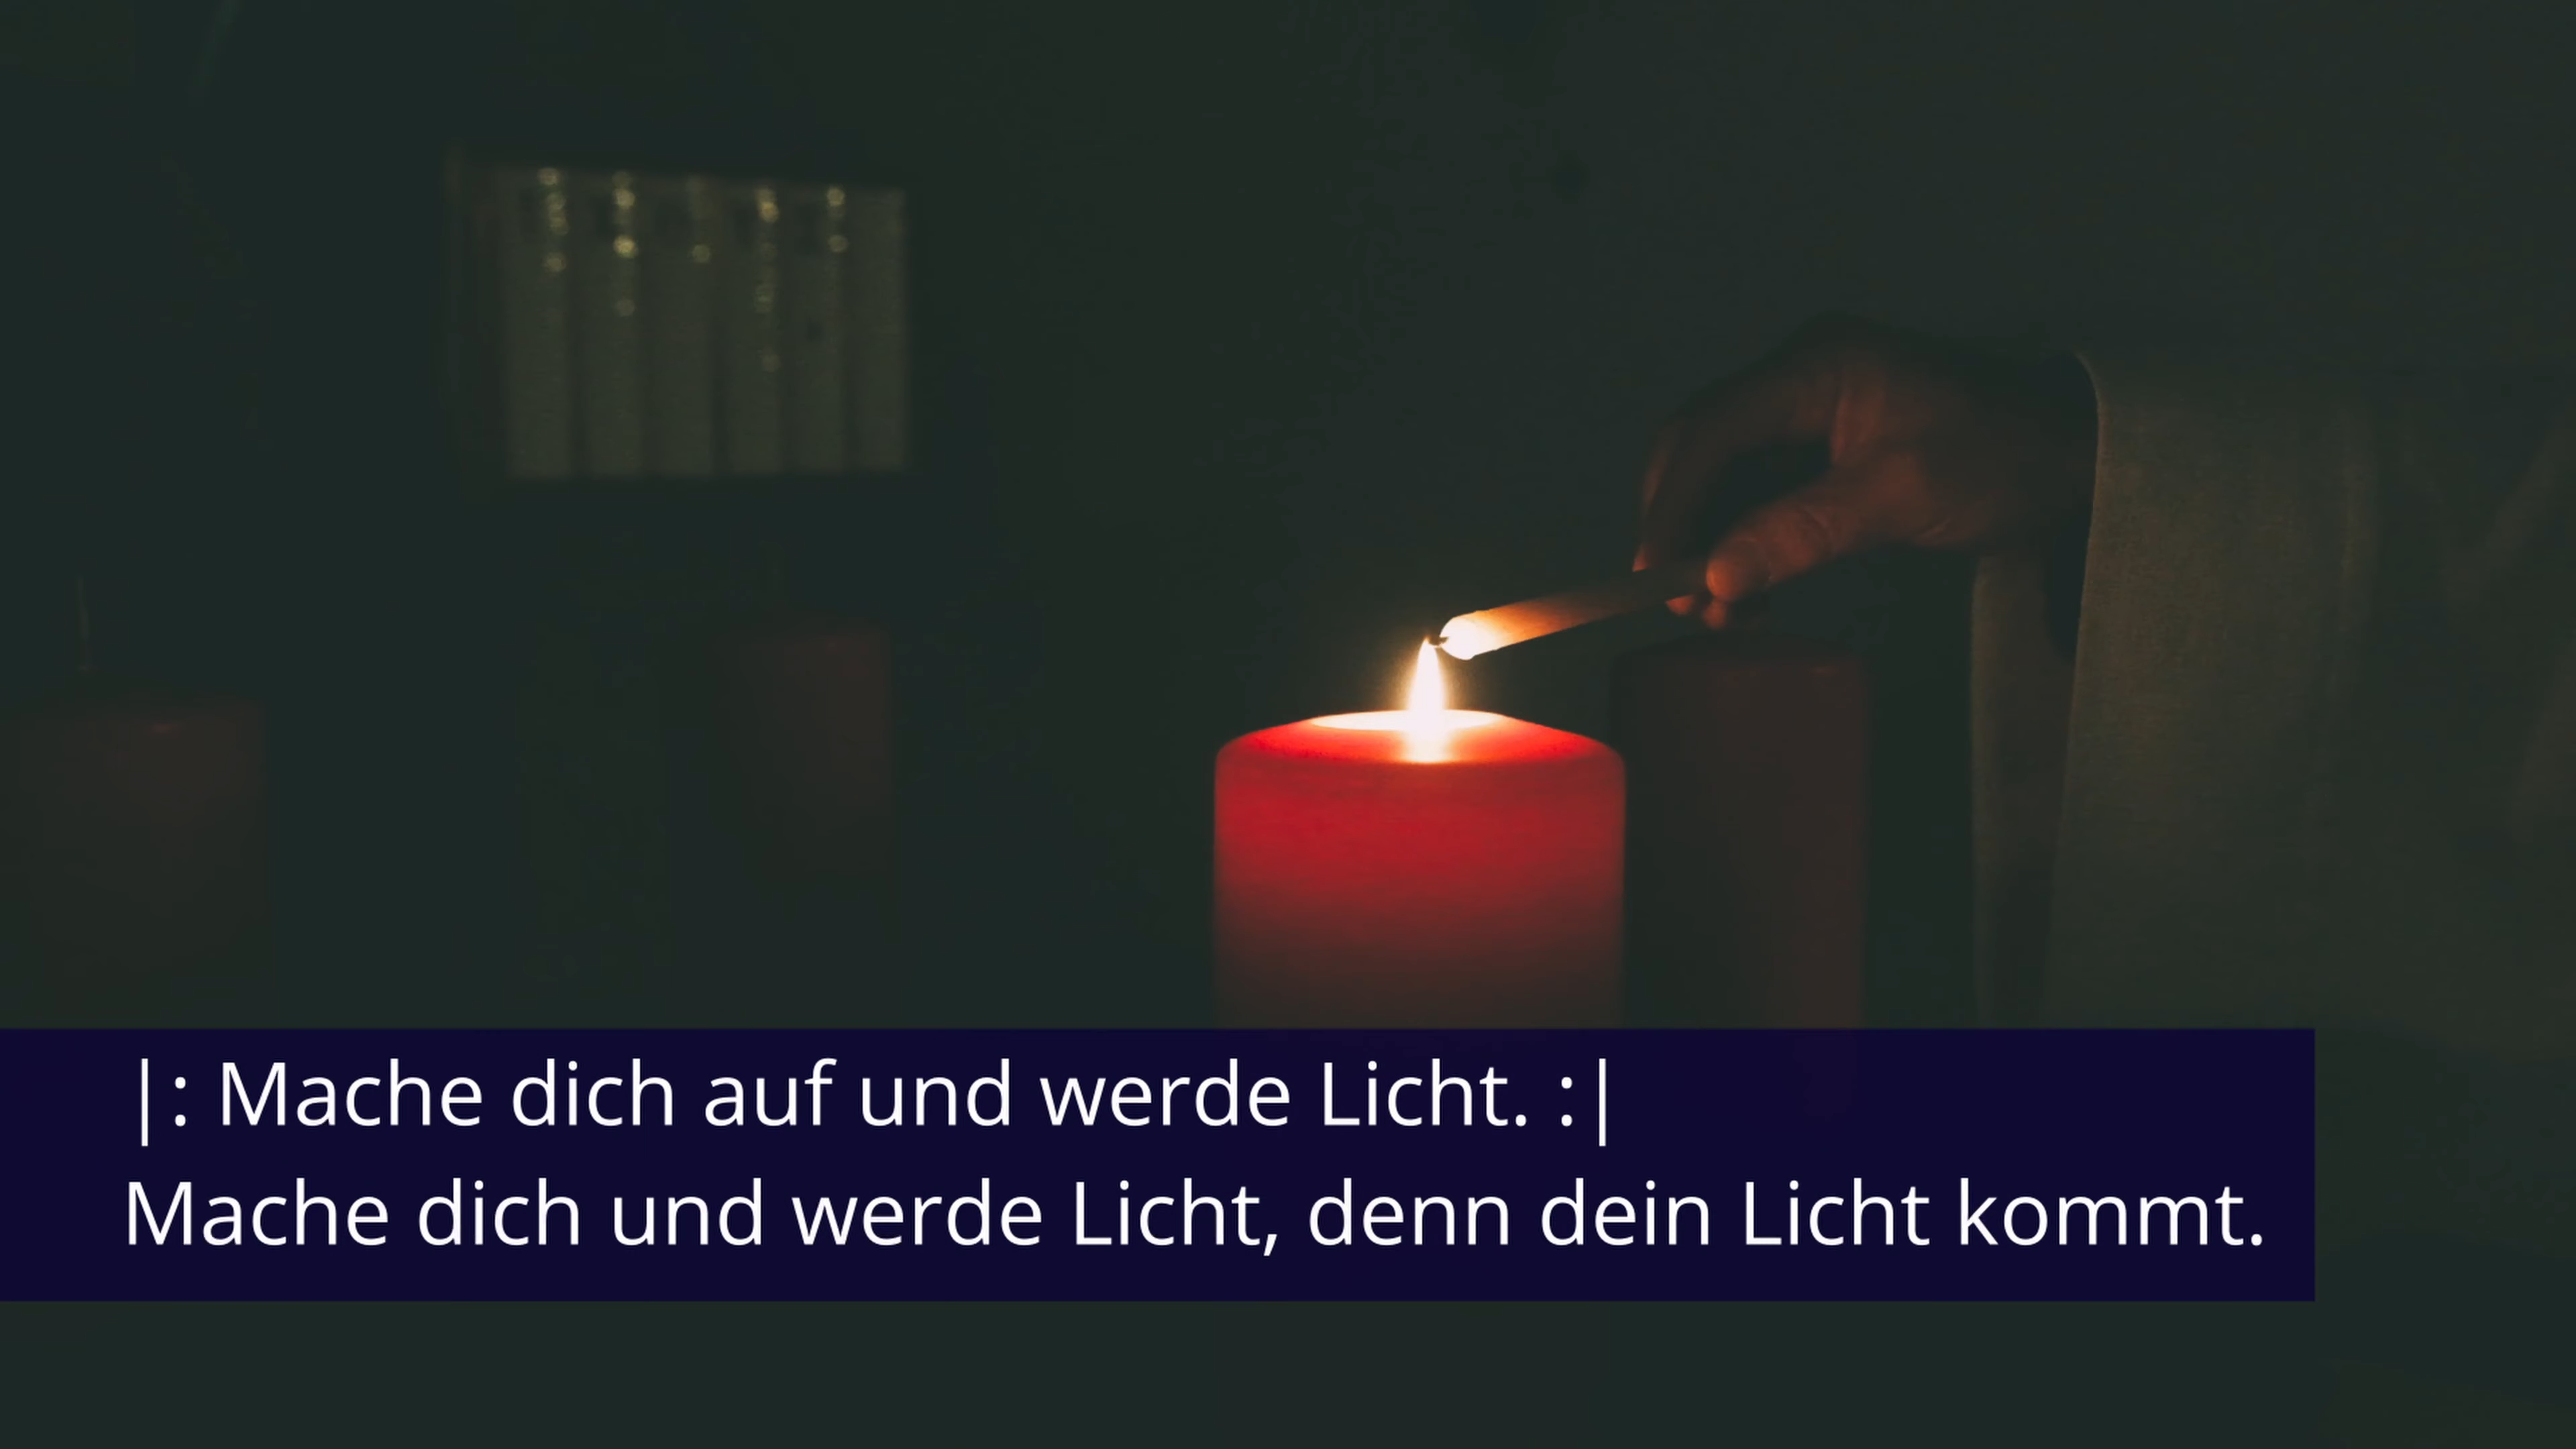 |: Mache dich auf und werde Licht. :|
Mache dich und werde Licht, denn dein Licht kommt.